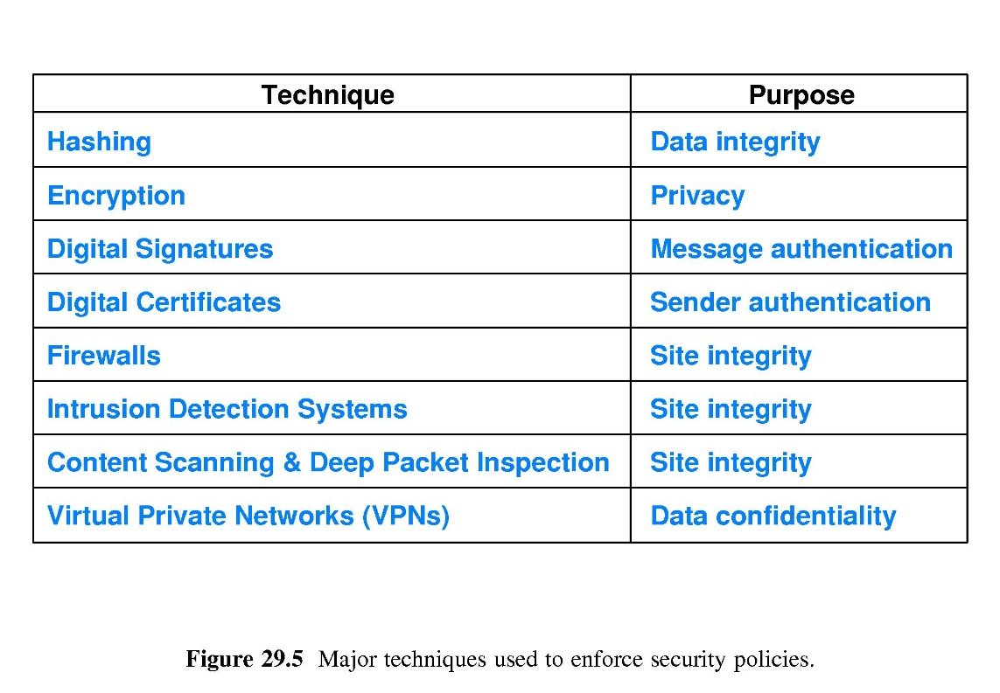 Technique Purpose
Hashing Data integrity
Encryption Privacy
Digital Signatures Message authentication
Digital Certificates Sender authentication
Firewalls Site integrity
Intrusion Detection Systems Site integrity
Content Scanning & Deep Packet Inspection Site integrity
Virtual Private Networks (VPNs) Data confidentiality
Figure 29.5 Major techniques used to enforce security policies.